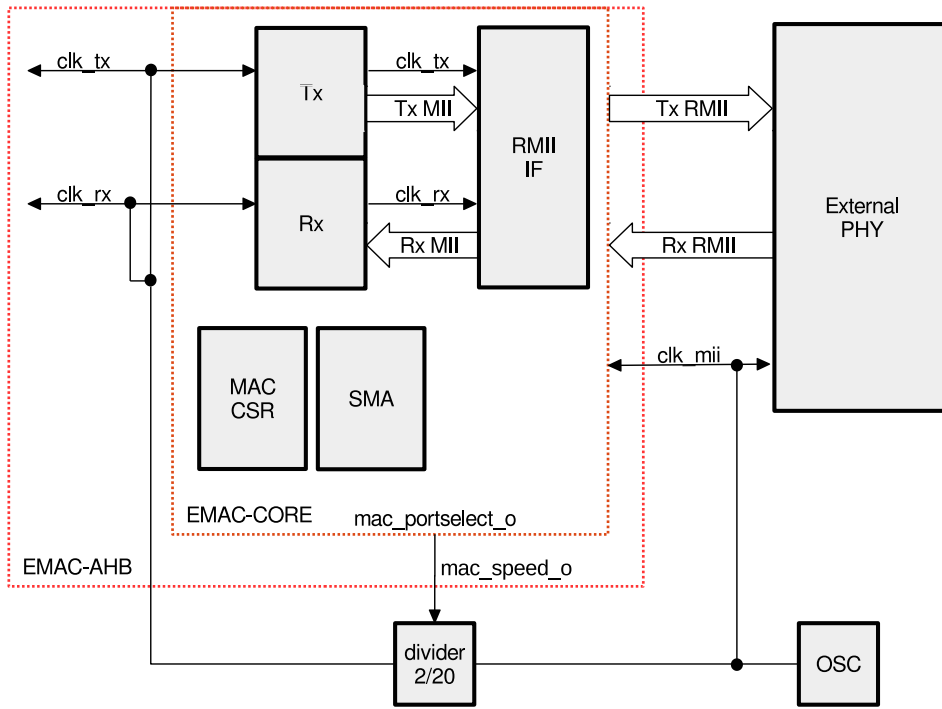 clk_tx
Tx
clk_tx
Tx MII
RMII
IF
Tx RMII
External
PHY
clk_rx
Rx
clk_rx
Rx MII
Rx RMII
clk_mii
MAC
CSR
SMA
EMAC-CORE
mac_portselect_o
EMAC-AHB
mac_speed_o
divider
2/20
OSC